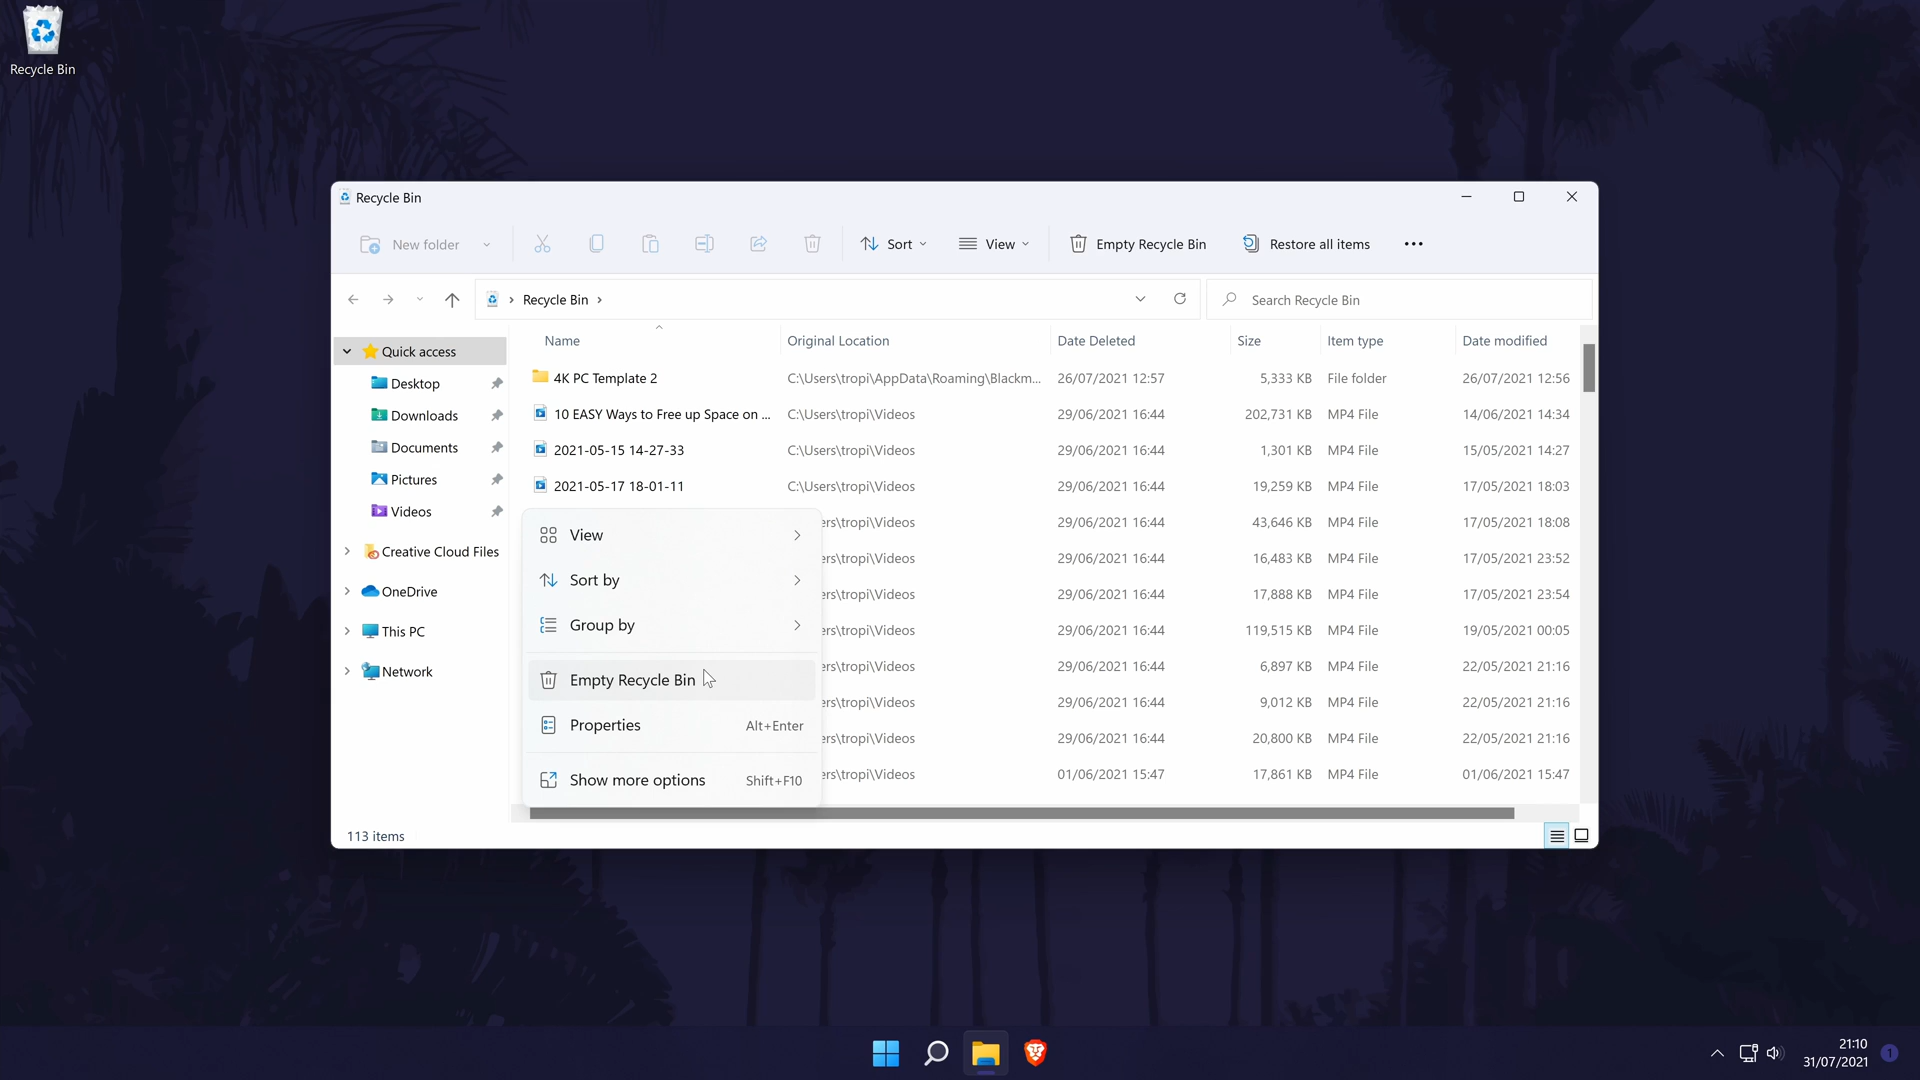 Recycle Bin
Recycle Bin
New folder
Sort
View
Empty Recycle Bin
Restore all items
Recycle Bin
Search Recycle Bin
Quick access
Desktop
Downloads
Documents
Pictures
Videos
Creative Cloud Files
OneDrive
This PC
Network
Name Original Location Date Deleted Size Item type Date modified
4K PC Template 2 C:\Users\tropi\AppData\Roaming\Blackm... 26/07/2021 12:57 5,333 KB File folder 26/07/2021 12:56
10 EASY Ways to Free up Space on ... C:\Users\tropi\Videos 29/06/2021 16:44 202,731 KB MP4 File 14/06/2021 14:34
2021-05-15 14-27-33 C:\Users\tropi\Videos 29/06/2021 16:44 1,301 KB MP4 File 15/05/2021 14:27
2021-05-17 18-01-11 C:\Users\tropi\Videos 29/06/2021 16:44 19,259 KB MP4 File 17/05/2021 18:03
ers\tropi\Videos 29/06/2021 16:44 43,646 KB MP4 File 17/05/2021 18:08
ers\tropi\Videos 29/06/2021 16:44 16,483 KB MP4 File 17/05/2021 23:52
ers\tropi\Videos 29/06/2021 16:44 17,888 KB MP4 File 17/05/2021 23:54
ers\tropi\Videos 29/06/2021 16:44 119,515 KB MP4 File 19/05/2021 00:05
ers\tropi\Videos 29/06/2021 16:44 6,897 KB MP4 File 22/05/2021 21:16
ers\tropi\Videos 29/06/2021 16:44 9,012 KB MP4 File 22/05/2021 21:16
ers\tropi\Videos 29/06/2021 16:44 20,800 KB MP4 File 22/05/2021 21:16
ers\tropi\Videos 01/06/2021 15:47 17,861 KB MP4 File 01/06/2021 15:47
View
Sort by
Group by
Empty Recycle Bin
Properties Alt+Enter
Show more options Shift+F10
113 items
21:10
31/07/2021
1